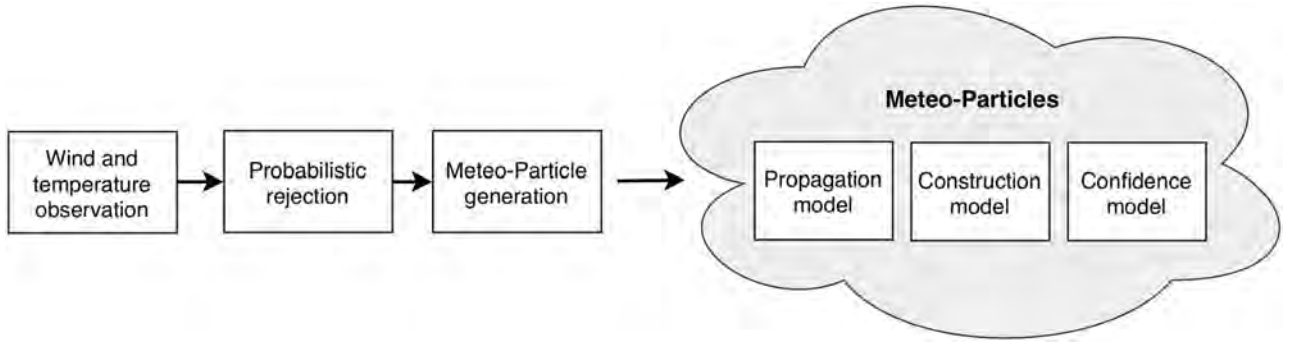 Wind and
temperature
observation
Probabilistic
rejection
Meteo-Particle
generation
Meteo-Particles
Propagation
model
Construction
model
Confidence
model